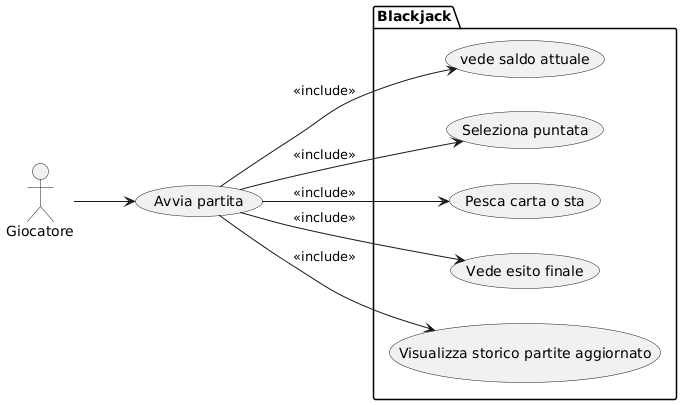 Blackjack
vede saldo attuale
«include»
Seleziona puntata
«include»
Giocatore
Avvia partita
«include»
Pesca carta o sta
«include»
Vede esito finale
«include»
Visualizza storico partite aggiornato